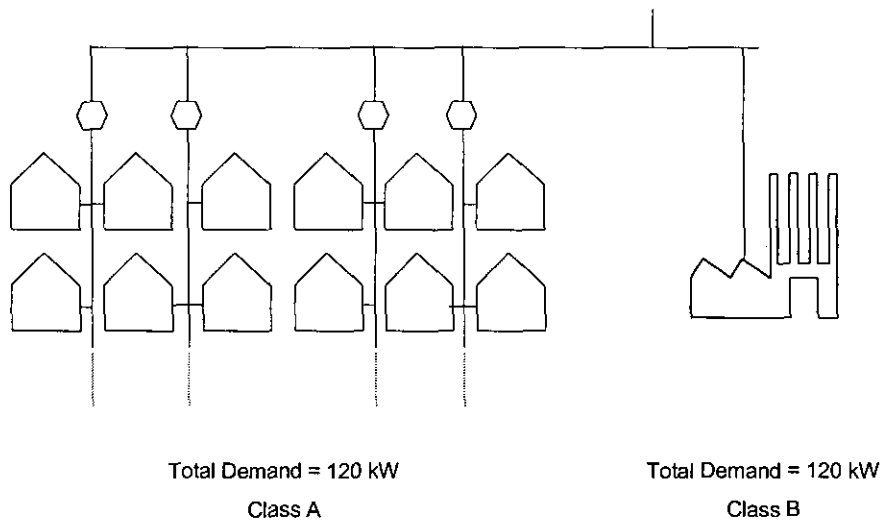 Total Demand = 120 kW
Class A
Total Demand = 120 kW
Class B